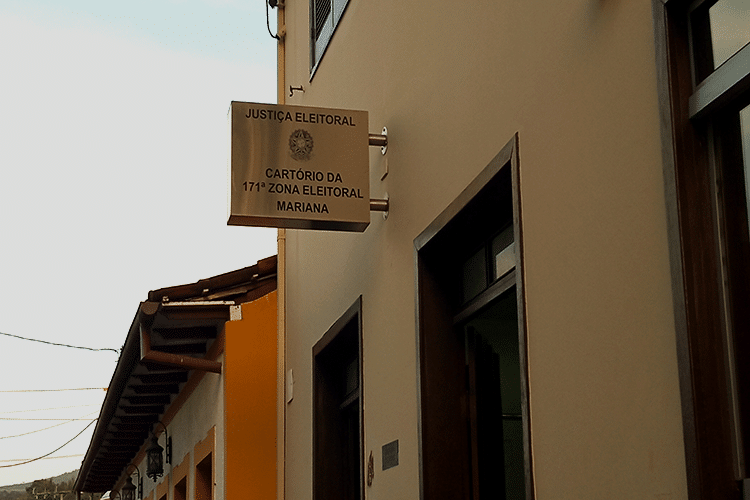 JUSTIÇA ELEITORAL
CARTÓRIO DA
171ª ZONA ELEITORAL
MARIANA